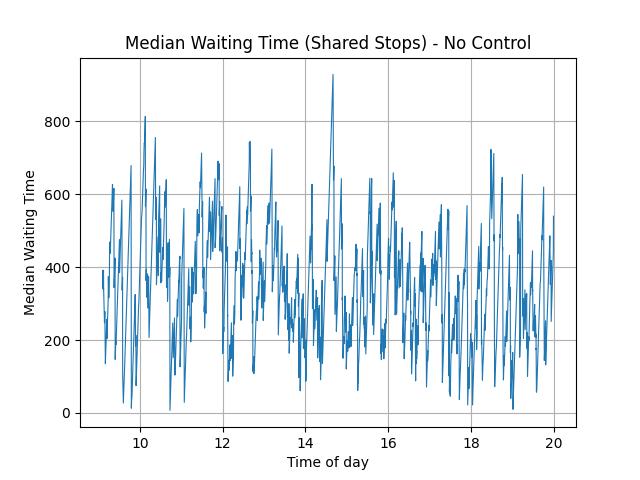 Median Waiting Time (Shared Stops) - No Control
Median Waiting Time
800
600
400
200
0
10 12 14 16 18 20
Time of day